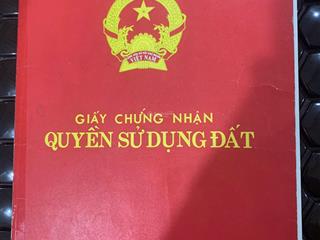 VIỆT NAM
GIẤY CHỨNG NHẬN
QUYỀN SỬ DỤNG ĐẤT